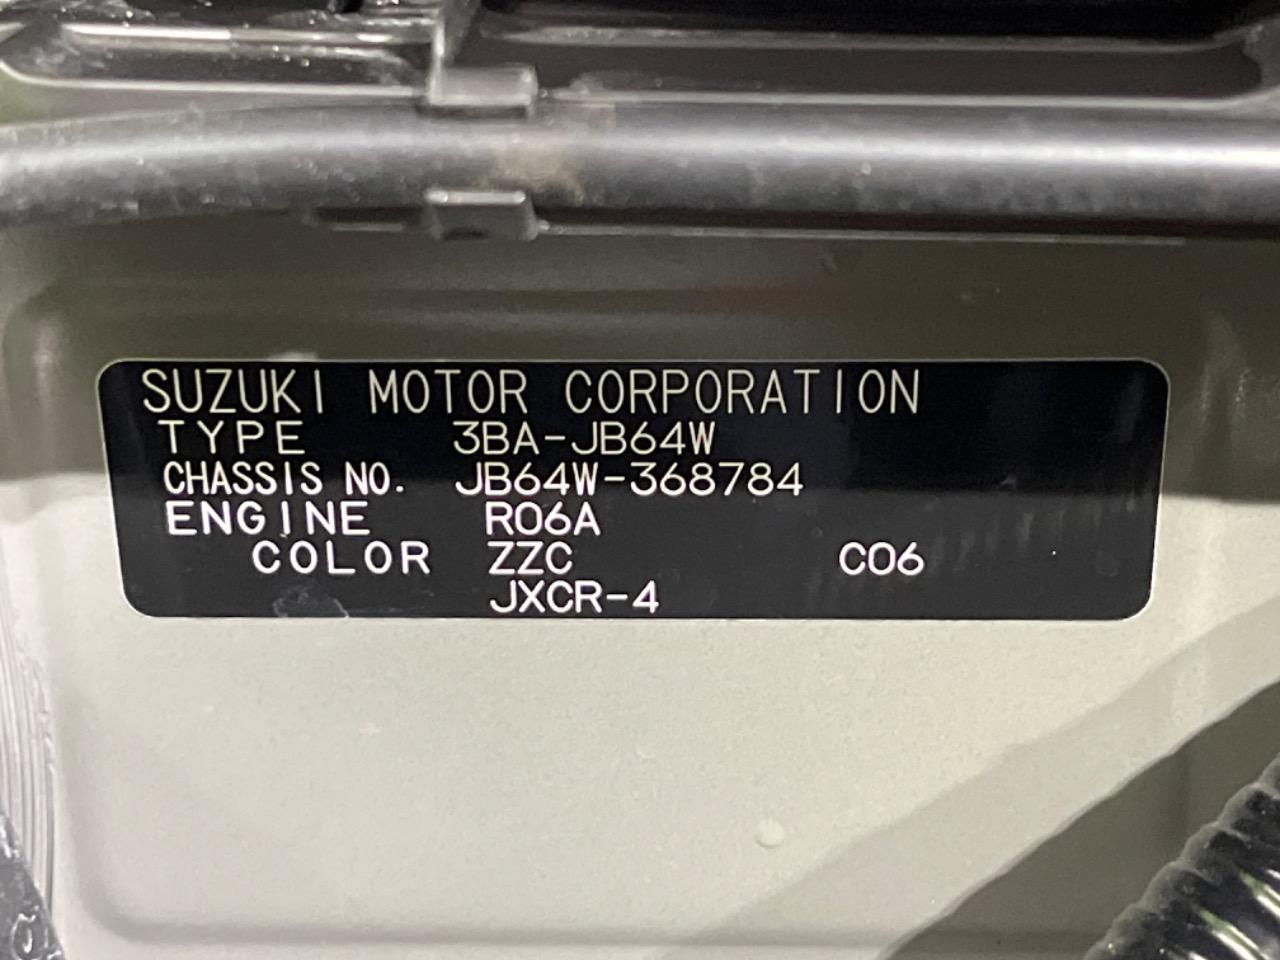 SUZUKI MOTOR CORPORATION
TYPE 3BA-JB64W
CHASSIS NO. JB64W-368784
ENGINE R06A
COLOR ZZC C06
JXCR-4